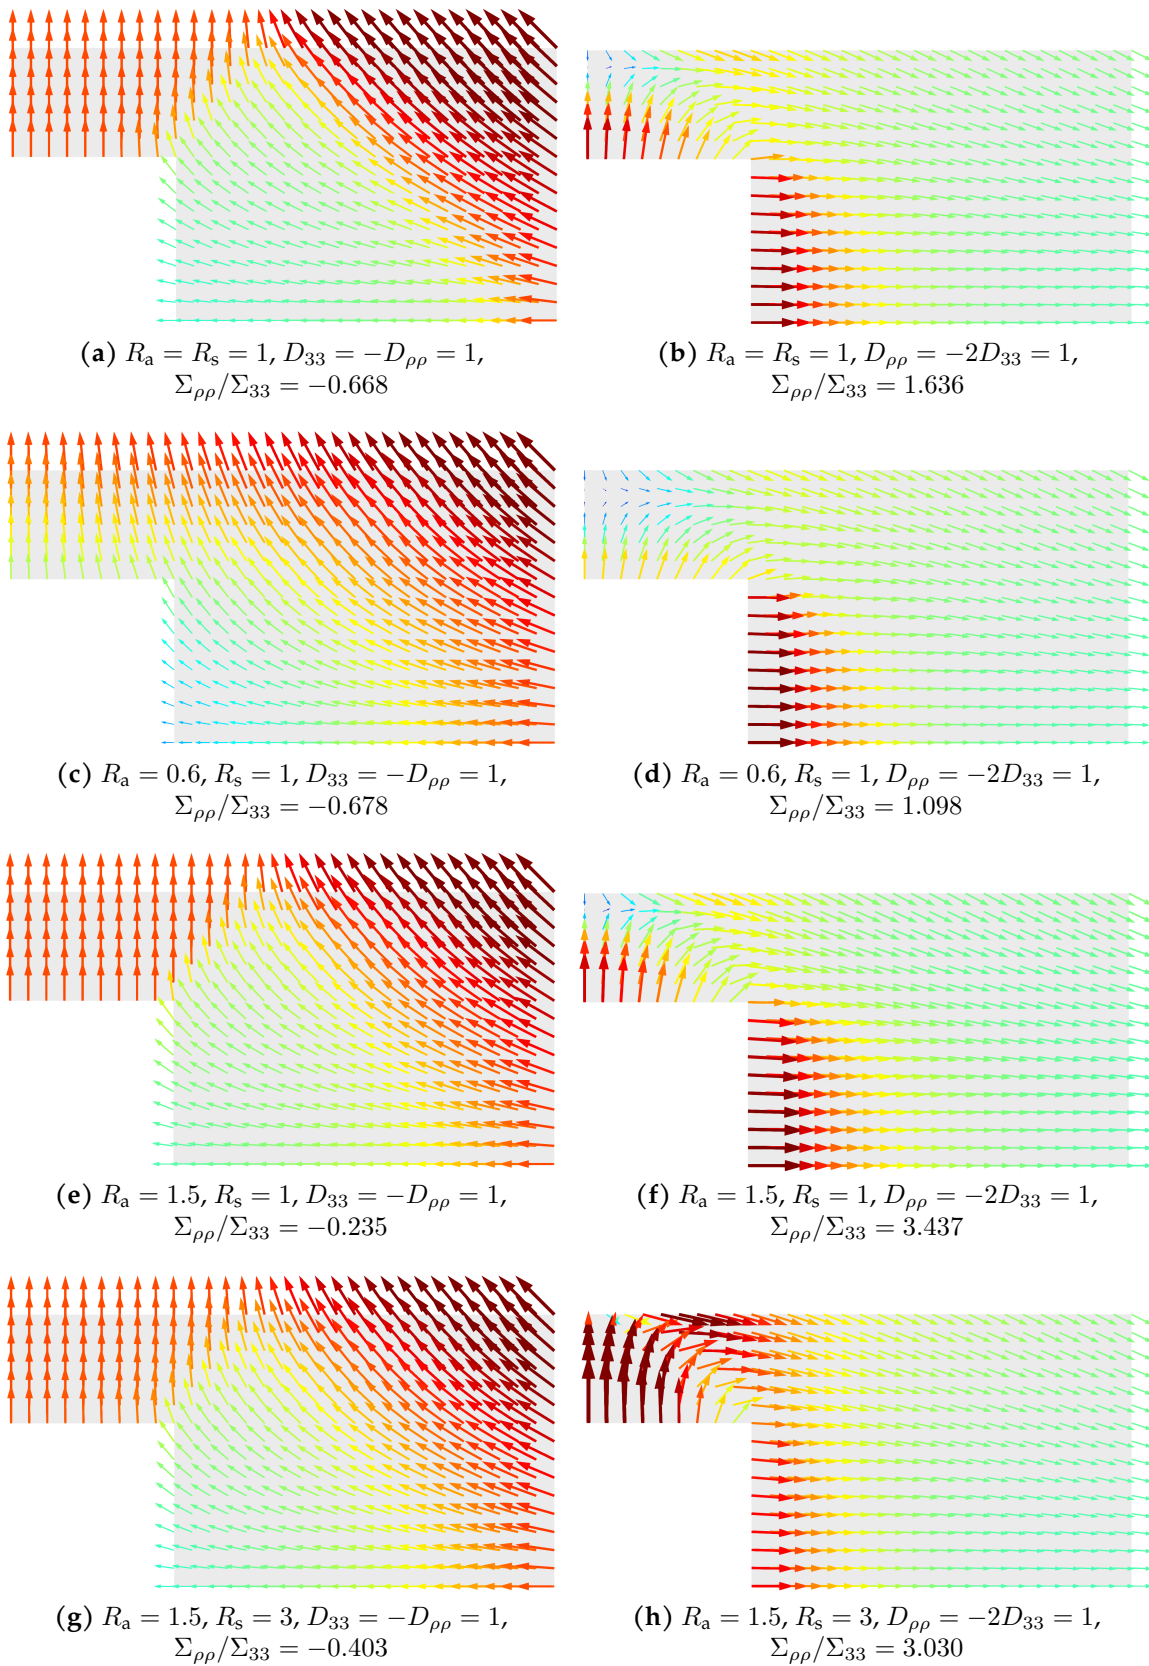 (a) Rₐ = Rₛ = 1, D₃₃ = −D_ρρ = 1,
Σ_ρρ/Σ₃₃ = −0.668
(b) Rₐ = Rₛ = 1, D_ρρ = −2D₃₃ = 1,
Σ_ρρ/Σ₃₃ = 1.636
(c) Rₐ = 0.6, Rₛ = 1, D₃₃ = −D_ρρ = 1,
Σ_ρρ/Σ₃₃ = −0.678
(d) Rₐ = 0.6, Rₛ = 1, D_ρρ = −2D₃₃ = 1,
Σ_ρρ/Σ₃₃ = 1.098
(e) Rₐ = 1.5, Rₛ = 1, D₃₃ = −D_ρρ = 1,
Σ_ρρ/Σ₃₃ = −0.235
(f) Rₐ = 1.5, Rₛ = 1, D_ρρ = −2D₃₃ = 1,
Σ_ρρ/Σ₃₃ = 3.437
(g) Rₐ = 1.5, Rₛ = 3, D₃₃ = −D_ρρ = 1,
Σ_ρρ/Σ₃₃ = −0.403
(h) Rₐ = 1.5, Rₛ = 3, D_ρρ = −2D₃₃ = 1,
Σ_ρρ/Σ₃₃ = 3.030